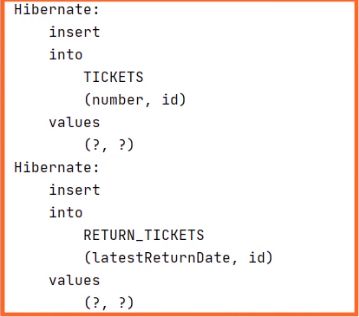 Hibernate:
insert
into
TICKETS
(number, id)
values
(?, ?)
Hibernate:
insert
into
RETURN_TICKETS
(latestReturnDate, id)
values
(?, ?)